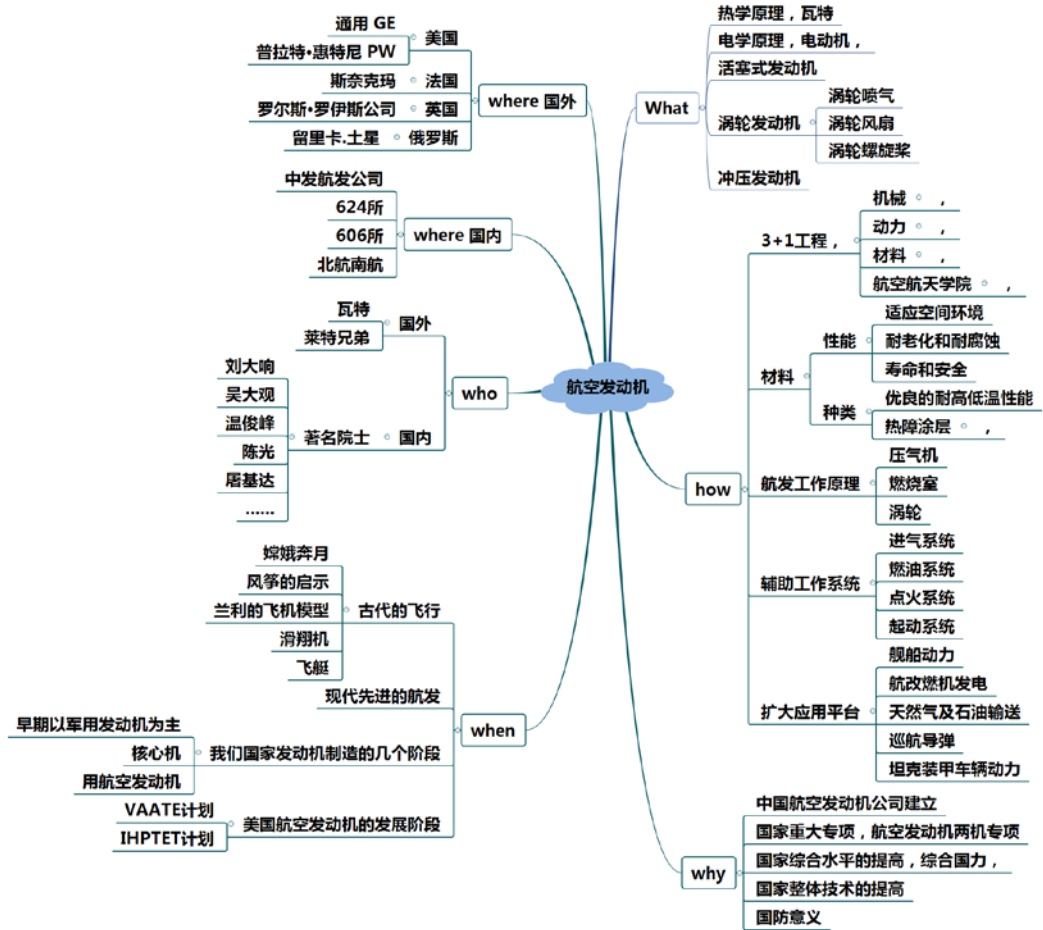 航空发动机
What
热学原理，瓦特
电学原理，电动机，
活塞式发动机
涡轮发动机
涡轮喷气
涡轮风扇
涡轮螺旋桨
冲压发动机
how
3+1工程，
机械 ，
动力 ，
材料 ，
航空航天学院 ，
材料
性能
适应空间环境
耐老化和耐腐蚀
寿命和安全
种类
优良的耐高低温性能
热障涂层 ，
航发工作原理
压气机
燃烧室
涡轮
辅助工作系统
进气系统
燃油系统
点火系统
起动系统
扩大应用平台
舰船动力
航改燃机发电
天然气及石油输送
巡航导弹
坦克装甲车辆动力
why
中国航空发动机公司建立
国家重大专项，航空发动机两机专项
国家综合水平的提高，综合国力，
国家整体技术的提高
国防意义
where 国外
美国
通用 GE
普拉特·惠特尼 PW
法国
斯奈克玛
英国
罗尔斯·罗伊斯公司
俄罗斯
留里卡.土星
where 国内
中发航发公司
624所
606所
北航南航
who
国外
瓦特
莱特兄弟
国内
著名院士
刘大响
吴大观
温俊峰
陈光
屠基达
……
when
古代的飞行
嫦娥奔月
风筝的启示
兰利的飞机模型
滑翔机
飞艇
现代先进的航发
我们国家发动机制造的几个阶段
早期以军用发动机为主
核心机
用航空发动机
美国航空发动机的发展阶段
VAATE计划
IHPTET计划